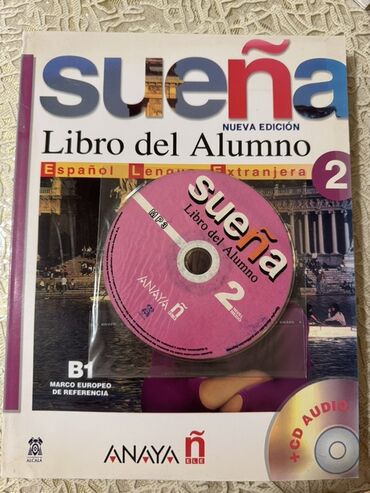 sueña
NUEVA EDICIÓN
Libro del Alumno
Español Lengua Extranjera
2
MP3
sueña
Libro del Alumno
2
ANAYA ñ
B1
MARCO EUROPEO
DE REFERENCIA
+ CD AUDIO
ALCALÁ
ANAYA ñ
ELE